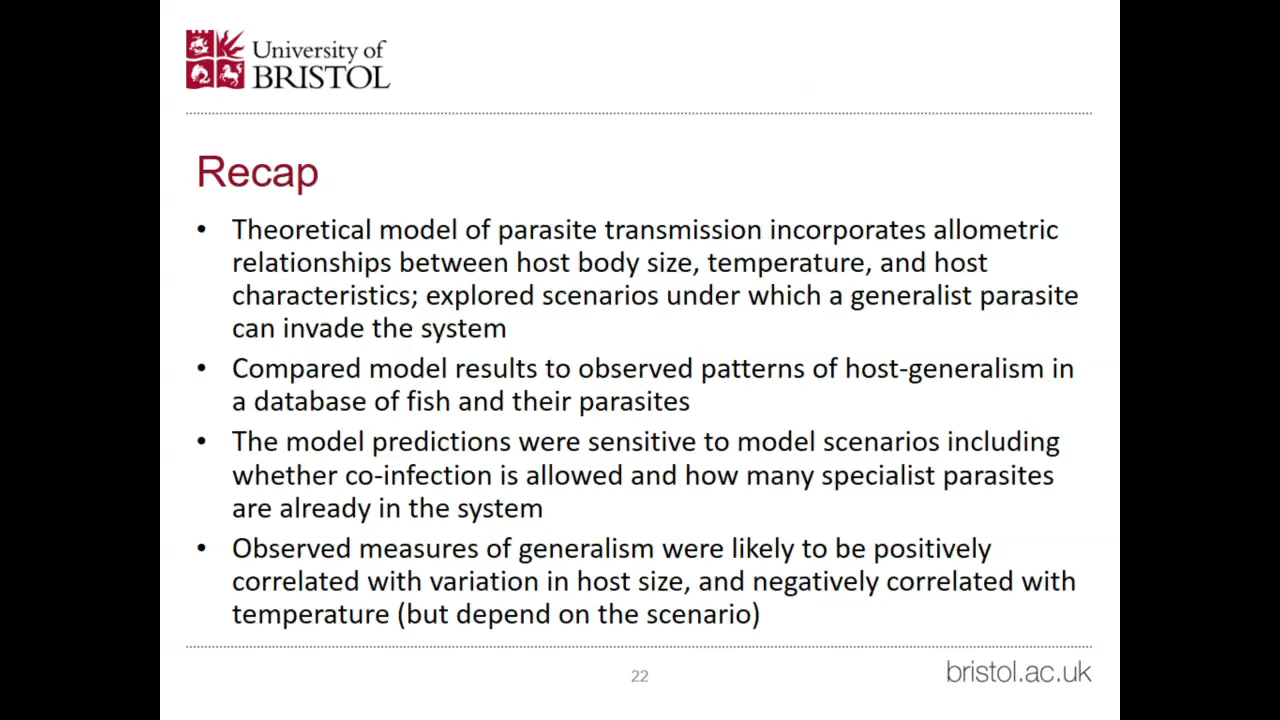 University of
BRISTOL
Recap
• Theoretical model of parasite transmission incorporates allometric
relationships between host body size, temperature, and host
characteristics; explored scenarios under which a generalist parasite
can invade the system
• Compared model results to observed patterns of host-generalism in
a database of fish and their parasites
• The model predictions were sensitive to model scenarios including
whether co-infection is allowed and how many specialist parasites
are already in the system
• Observed measures of generalism were likely to be positively
correlated with variation in host size, and negatively correlated with
temperature (but depend on the scenario)
22
bristol.ac.uk